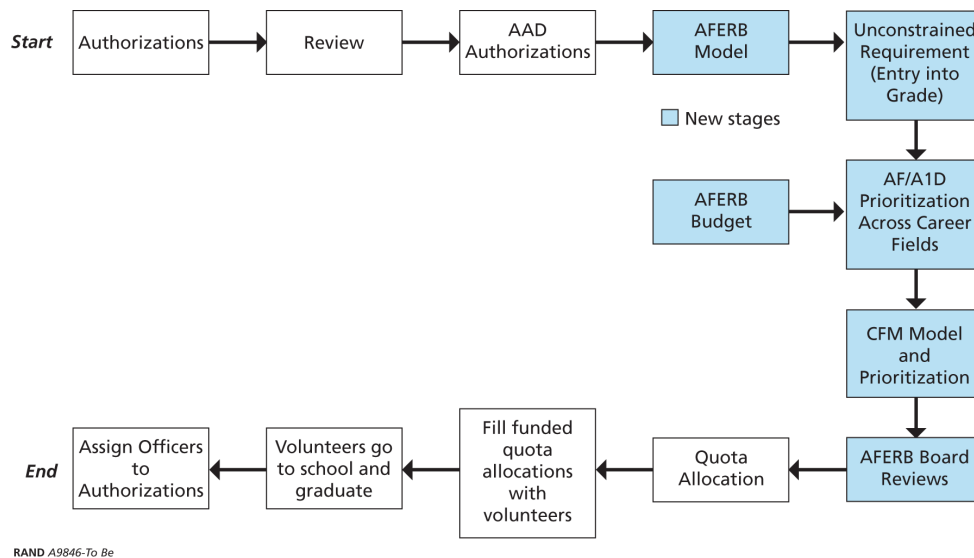 Start
Authorizations
Review
AAD
Authorizations
AFERB
Model
Unconstrained
Requirement
(Entry into
Grade)
New stages
AFERB
Budget
AF/A1D
Prioritization
Across Career
Fields
CFM Model
and
Prioritization
End
Assign Officers
to
Authorizations
Volunteers go
to school and
graduate
Fill funded
quota
allocations
with
volunteers
Quota
Allocation
AFERB Board
Reviews
RAND A9846-To Be